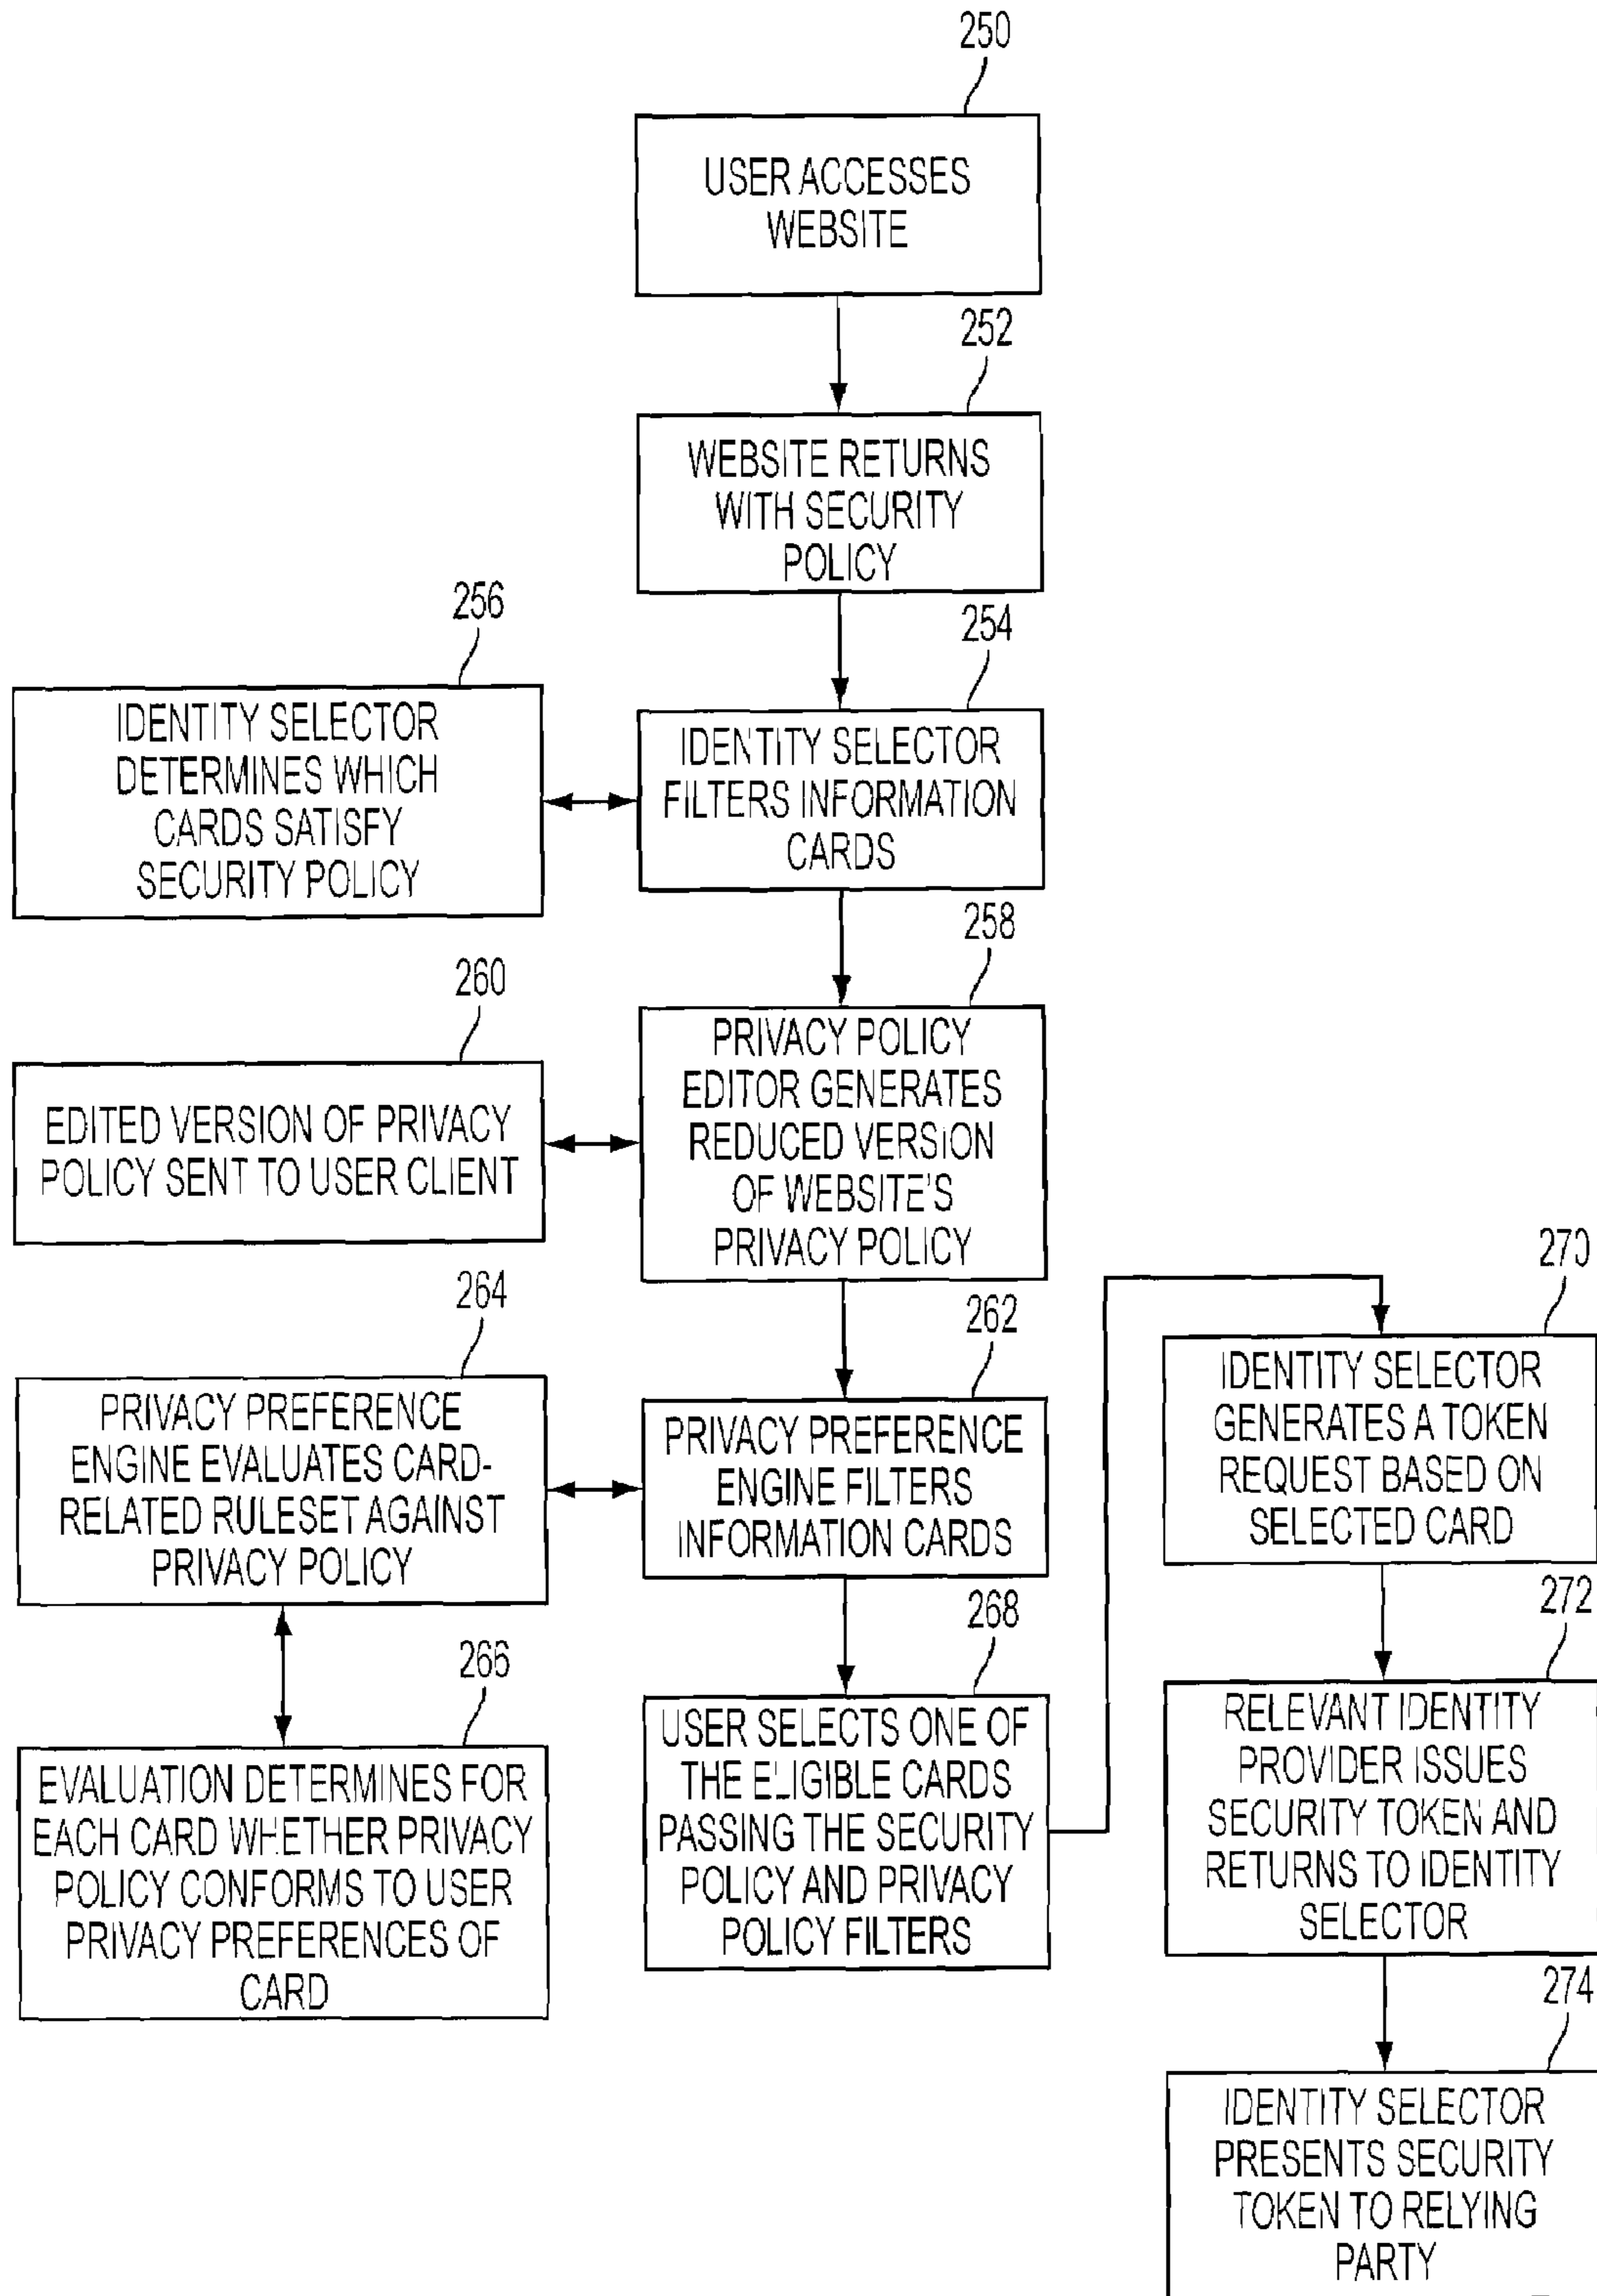 250
USER ACCESSES
WEBSITE
252
WEBSITE RETURNS
WITH SECURITY
POLICY
254
IDENTITY SELECTOR
FILTERS INFORMATION
CARDS
256
IDENTITY SELECTOR
DETERMINES WHICH
CARDS SATISFY
SECURITY POLICY
258
PRIVACY POLICY
EDITOR GENERATES
REDUCED VERSION
OF WEBSITE'S
PRIVACY POLICY
260
EDITED VERSION OF PRIVACY
POLICY SENT TO USER CLIENT
262
PRIVACY PREFERENCE
ENGINE FILTERS
INFORMATION CARDS
264
PRIVACY PREFERENCE
ENGINE EVALUATES CARD-
RELATED RULESET AGAINST
PRIVACY POLICY
266
EVALUATION DETERMINES FOR
EACH CARD WHETHER PRIVACY
POLICY CONFORMS TO USER
PRIVACY PREFERENCES OF
CARD
268
USER SELECTS ONE OF
THE ELIGIBLE CARDS
PASSING THE SECURITY
POLICY AND PRIVACY
POLICY FILTERS
270
IDENTITY SELECTOR
GENERATES A TOKEN
REQUEST BASED ON
SELECTED CARD
272
RELEVANT IDENTITY
PROVIDER ISSUES
SECURITY TOKEN AND
RETURNS TO IDENTITY
SELECTOR
274
IDENTITY SELECTOR
PRESENTS SECURITY
TOKEN TO RELYING
PARTY